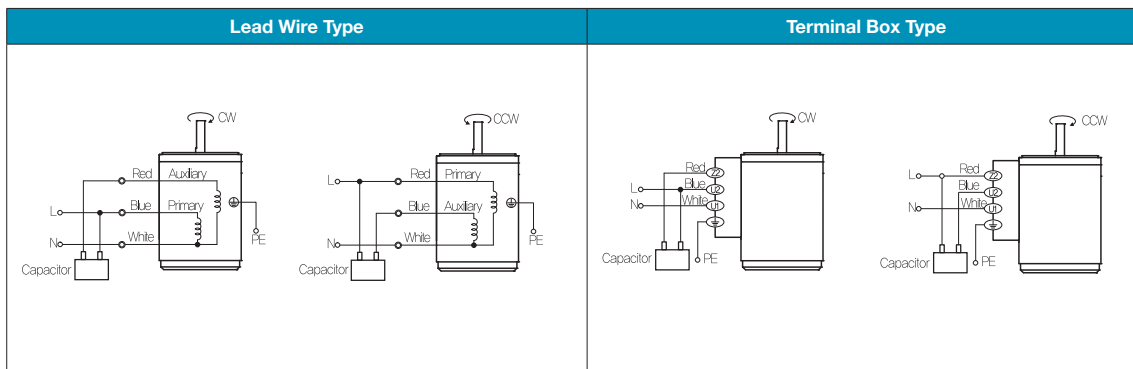 Lead Wire Type
Terminal Box Type
CW
Red Auxiliary
L Blue Primary
N White
PE
Capacitor
CCW
L Red Primary
Blue Auxiliary
N White
PE
Capacitor
CW
Red Z2
L Blue U2
N White U1
PE
Capacitor
CCW
L Red Z2
Blue U2
N White U1
PE
Capacitor